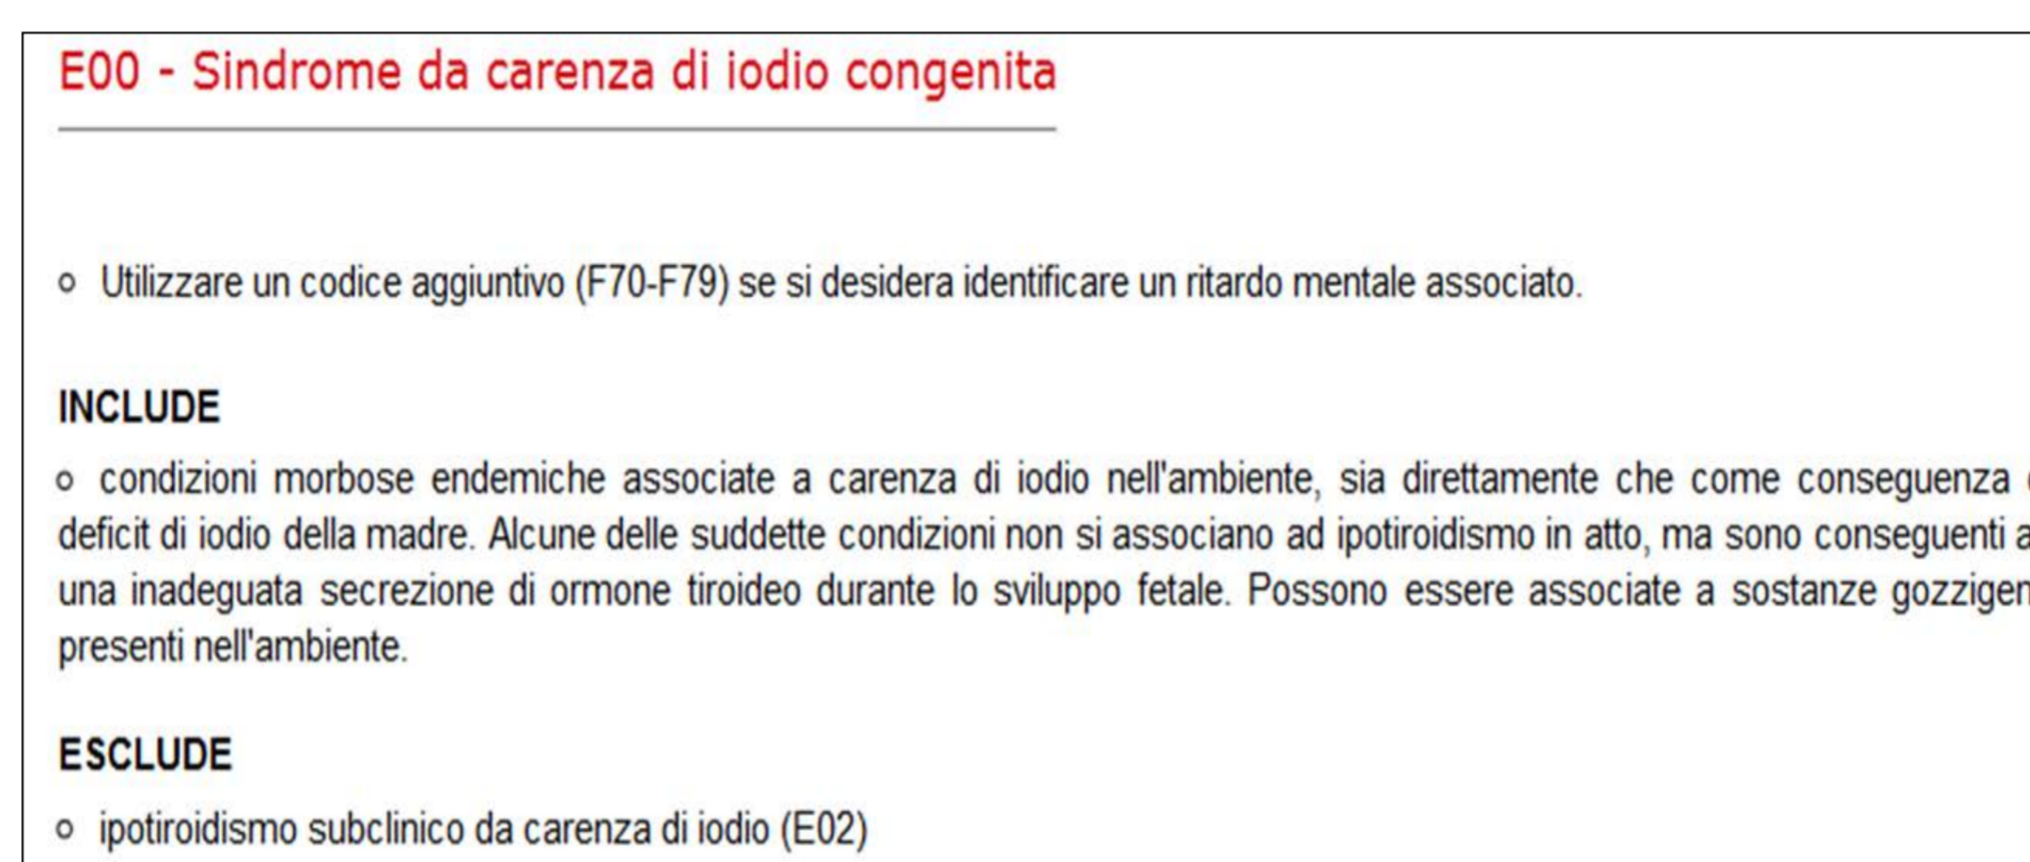 E00 - Sindrome da carenza di iodio congenita
o Utilizzare un codice aggiuntivo (F70-F79) se si desidera identificare un ritardo mentale associato.
INCLUDE
o condizioni morbose endemiche associate a carenza di iodio nell'ambiente, sia direttamente che come conseguenza
deficit di iodio della madre. Alcune delle suddette condizioni non si associano ad ipotiroidismo in atto, ma sono conseguenti a
una inadeguata secrezione di ormone tiroideo durante lo sviluppo fetale. Possono essere associate a sostanze gozzigen
presenti nell'ambiente.
ESCLUDE
o ipotiroidismo subclinico da carenza di iodio (E02)